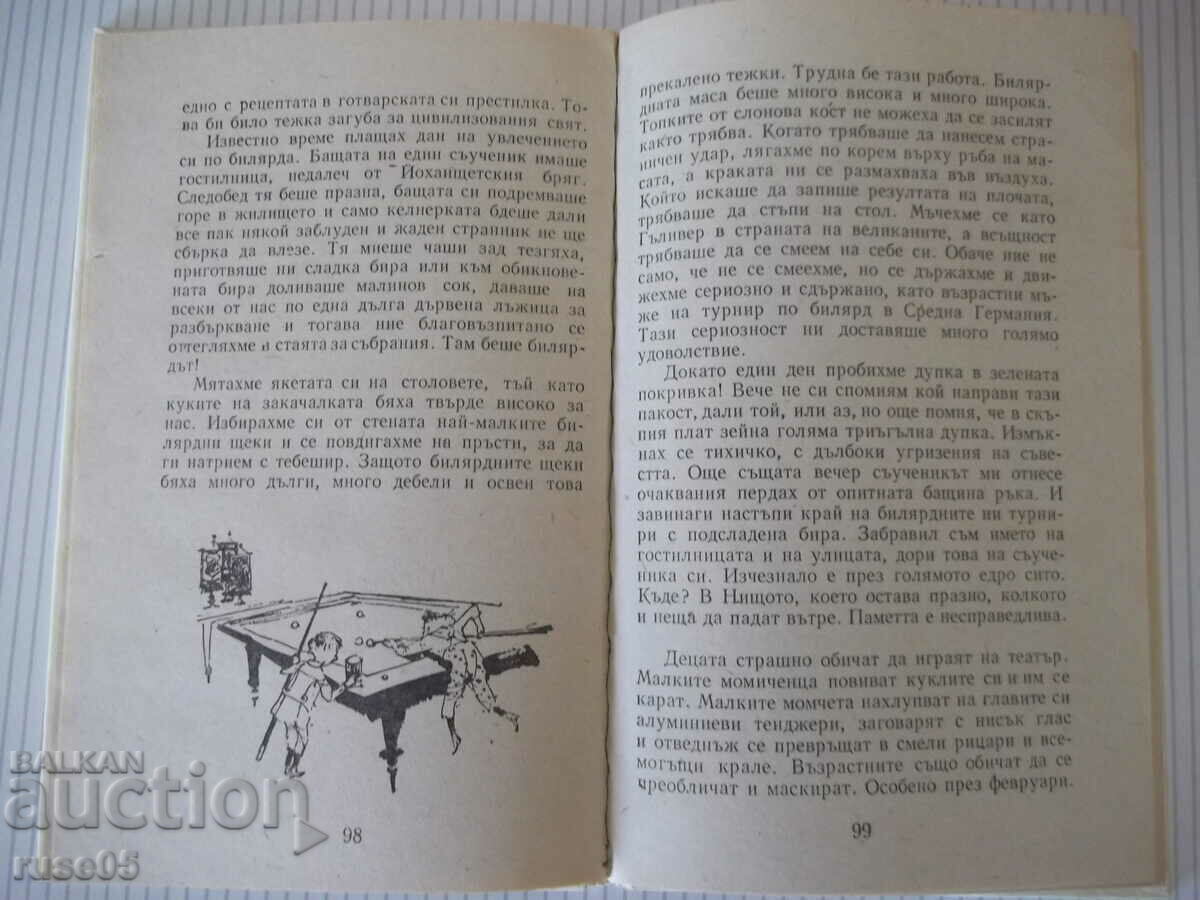 едно с рецептата в готварската си престилка. То-
ва би било тежка загуба за цивилизования свят.
Известно време плащах дан на увлечението
си по билярда. Бащата на един съученик имаше
гостилница, недалеч от Йоханщетския бряг.
Следобед тя беше празна, бащата си подремваше
горе в жилището и само келнерката бдеше дали
все пак някой заблуден и жаден странник не ще
сбърка да влезе. Тя миеше чаши зад тезгяха,
приготвяше ни сладка бира или към обикнове-
ната бира доливаше малинов сок, даваше на
всеки от нас по една дълга дървена лъжица за
разбъркване и тогава ние благовъзпитано се
оттегляхме в стаята за събрания. Там беше биляр-
дът!
Мятахме якетата си на столовете, тъй като
куките на закачалката бяха твърде високо за
нас. Избирахме си от стената най-малките би-
лярдни щеки и се повдигахме на пръсти, за да
ги натрием с тебешир. Защото билярдните щеки
бяха много дълги, много дебели и освен това
98
прекалено тежки. Трудна бе тази работа. Биляр-
дната маса беше много висока и много широка.
Топките от слонова кост не можеха да се засилят
както трябва. Когато трябваше да нанесем стра-
ничен удар, лягахме по корем върху ръба на ма-
сата, а краката ни се размахваха във въздуха.
Който искаше да запише резултата на плочата,
трябваше да стъпи на стол. Мъчехме се като
Гъливер в страната на великаните, а всъщност
трябваше да се смеем на себе си. Обаче ние не
само, че не се смеехме, но се държахме и дви-
жехме сериозно и сдържано, като възрастни мъ-
же на турнир по билярд в Средна Германия.
Тази сериозност ни доставяше много голямо
удоволствие.
Докато един ден пробихме дупка в зелената
покривка! Вече не си спомням кой направи тази
пакост, дали той, или аз, но още помня, че в скъ-
пия плат зейна голяма триъгълна дупка. Измък-
нах се тихичко, с дълбоки угризения на съве-
стта. Още същата вечер съученикът ми отнесе
очаквания пердах от опитната бащина ръка. И
завинаги настъпи край на билярдните ни турни-
ри с подсладена бира. Забравил съм името на
гостилницата и на улицата, дори това на съуче-
ника си. Изчезнало е през голямото едро сито.
Къде? В Нищото, което остава празно, колкото
и неща да падат вътре. Паметта е несправедлива.
Децата страшно обичат да играят на театър.
Малките момиченца повиват куклите си и им се
карат. Малките момчета нахлупват на главите си
алуминиеви тенджери, заговарят с нисък глас
и отведнъж се превръщат в смели рицари и все-
могъщи крале. Възрастните също обичат да се
преобличат и маскират. Особено през февруари.
99
BALKAN
auction
ruse05